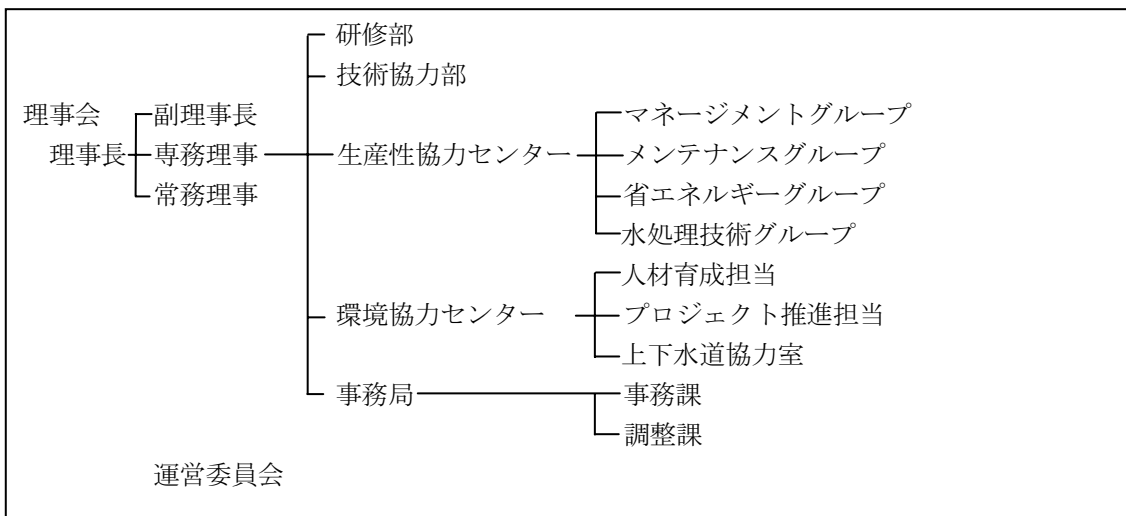 研修部
技術協力部
理事会
副理事長
マネージメントグループ
理事長
専務理事
生産性協力センター
メンテナンスグループ
常務理事
省エネルギーグループ
水処理技術グループ
人材育成担当
環境協力センター
プロジェクト推進担当
上下水道協力室
事務局
事務課
調整課
運営委員会